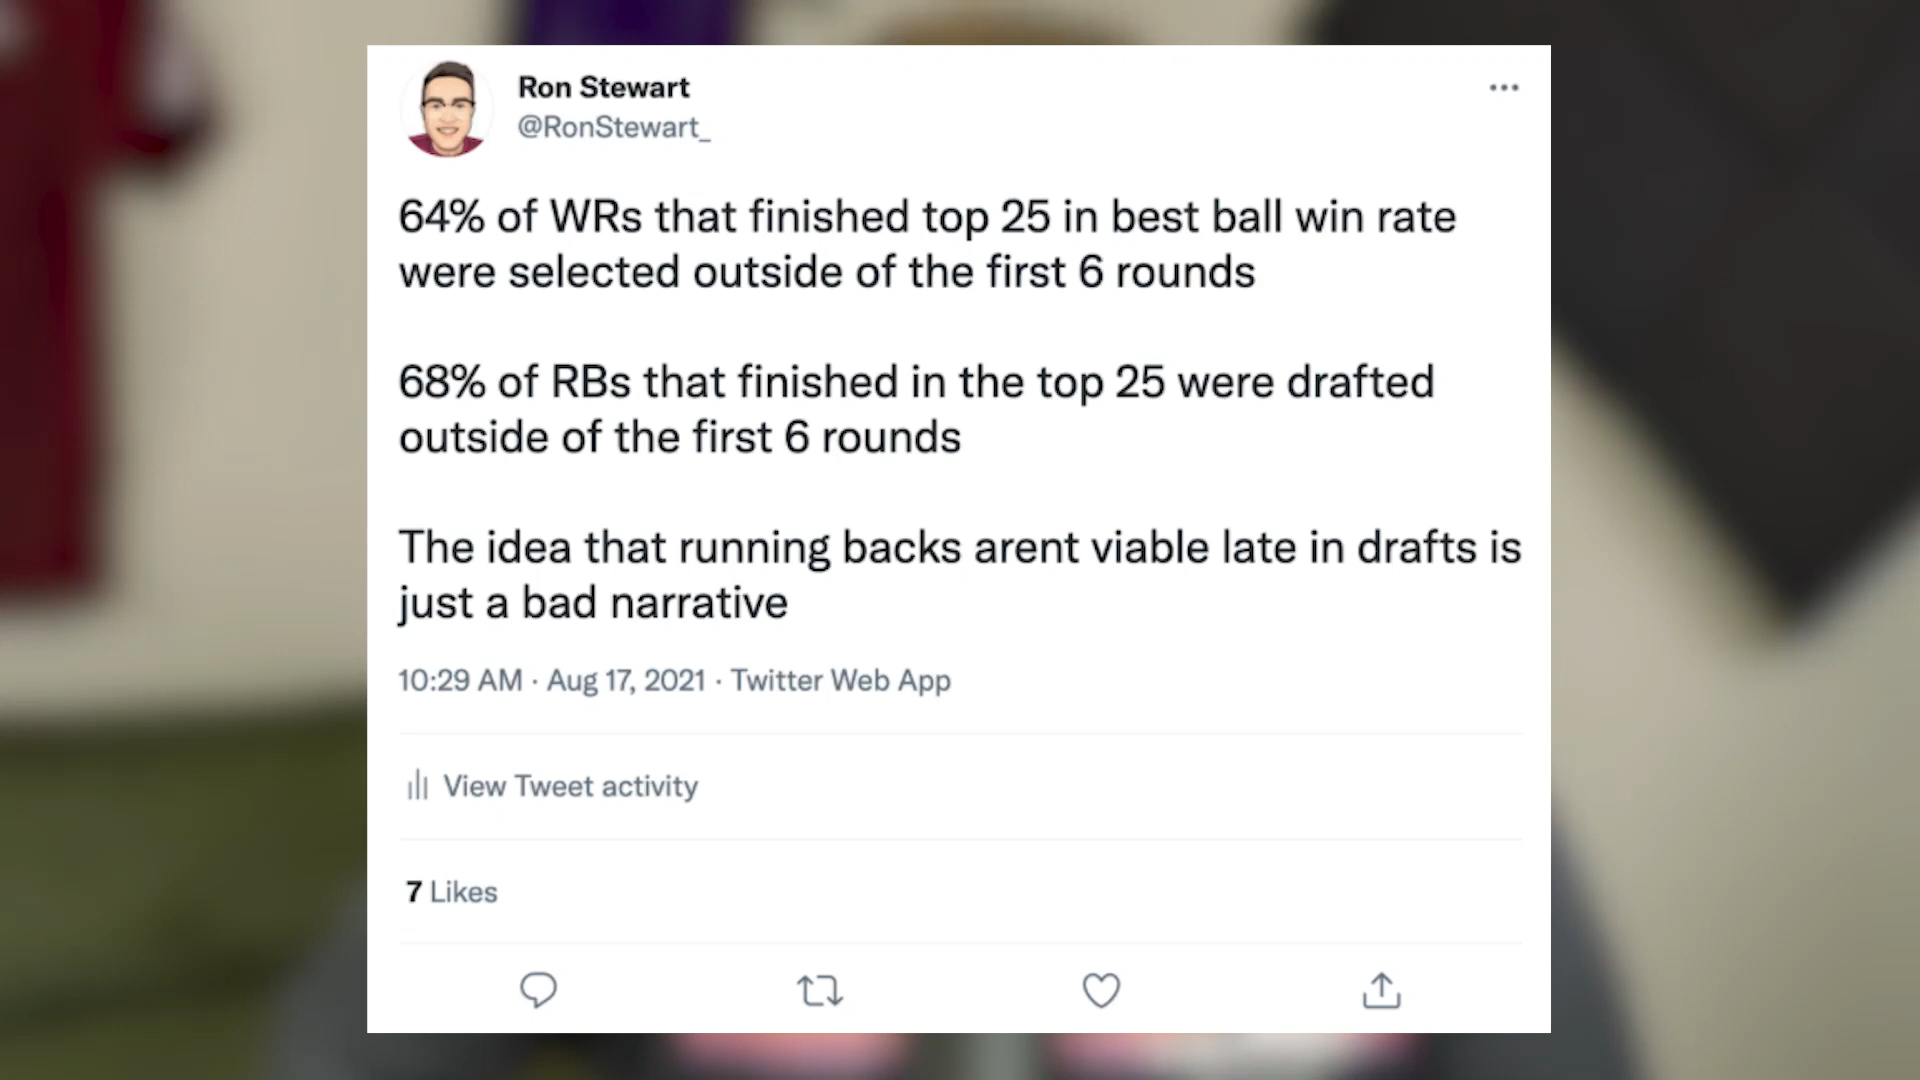 Ron Stewart
@RonStewart_
64% of WRs that finished top 25 in best ball win rate
were selected outside of the first 6 rounds
68% of RBs that finished in the top 25 were drafted
outside of the first 6 rounds
The idea that running backs arent viable late in drafts is
just a bad narrative
10:29 AM · Aug 17, 2021 · Twitter Web App
View Tweet activity
7 Likes